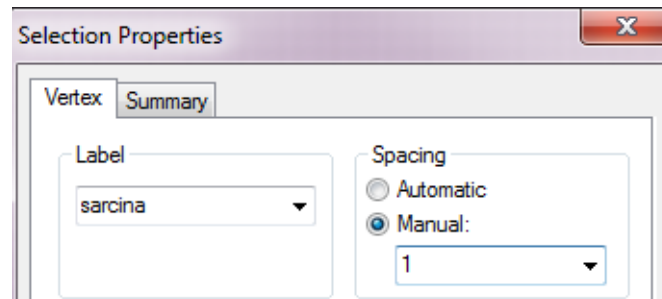 Selection Properties
Vertex Summary
Label
sarcina
Spacing
Automatic
Manual:
1